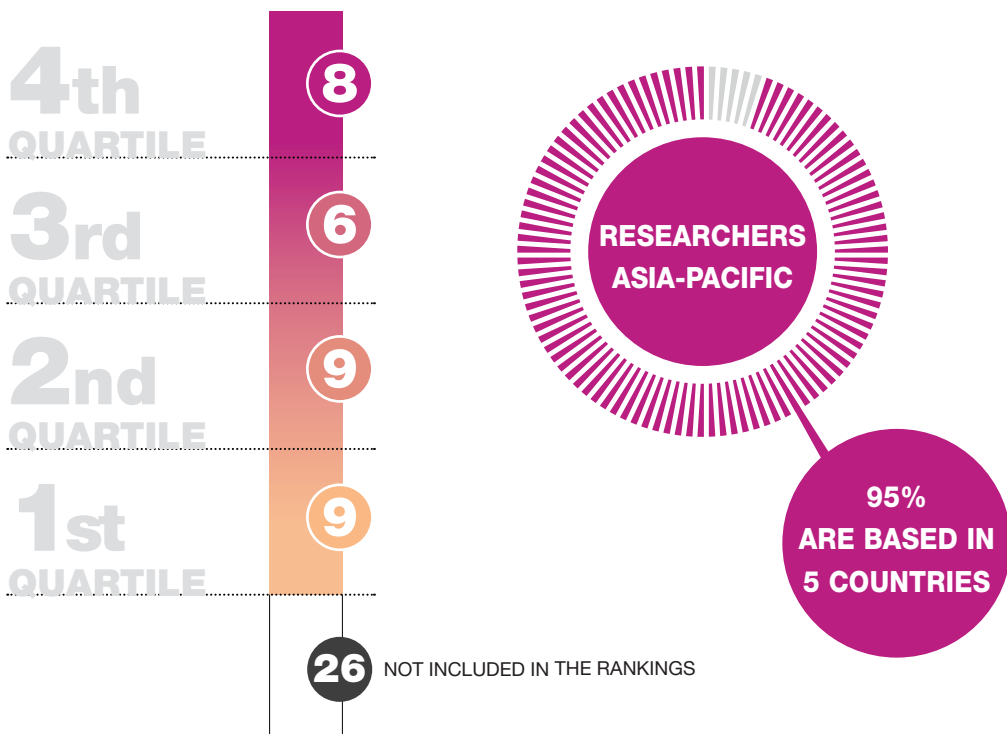 4th
QUARTILE
8
3rd
QUARTILE
6
2nd
QUARTILE
9
1st
QUARTILE
9
26 NOT INCLUDED IN THE RANKINGS
RESEARCHERS
ASIA-PACIFIC
95%
ARE BASED IN
5 COUNTRIES